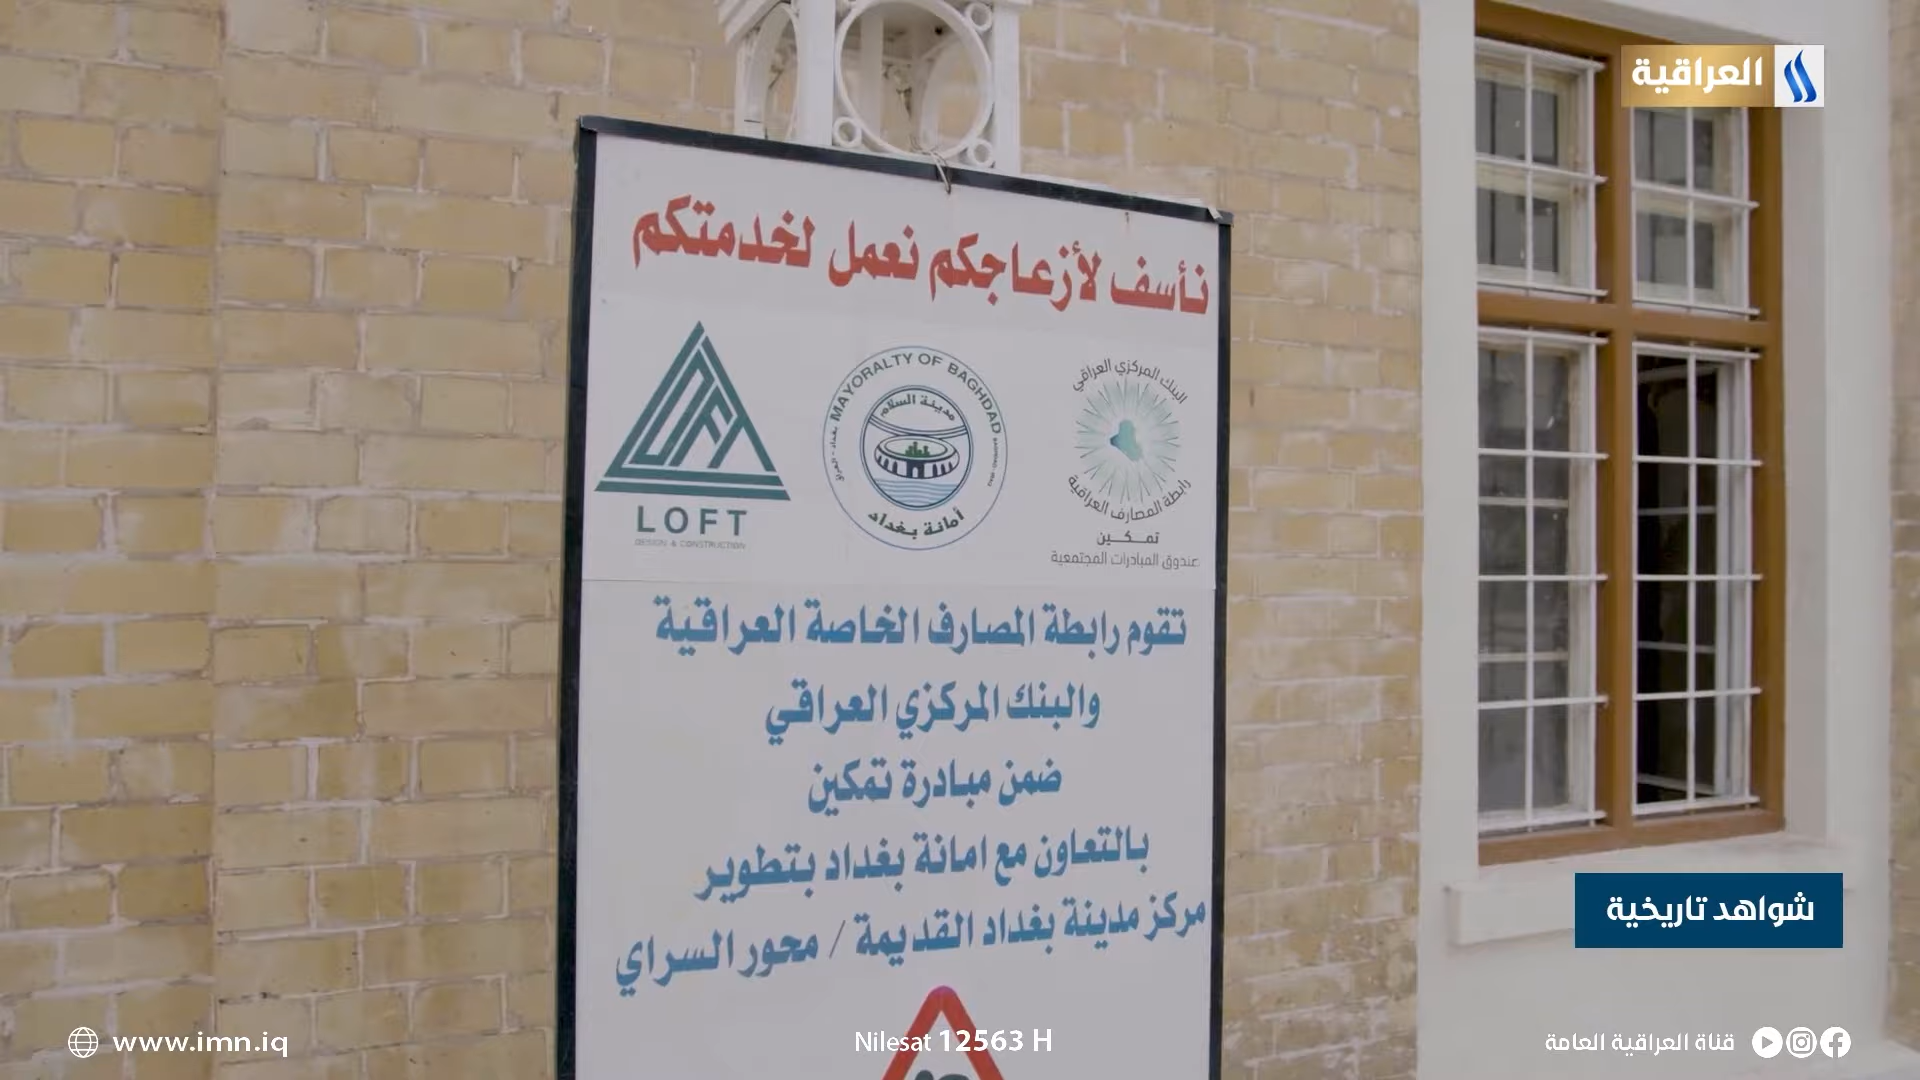 العراقية
نأسف لأزعاجكم نعمل لخدمتكم
LOFT
DESIGN & CONSTRUCTION
MAYORALTY OF BAGHDAD
مدينة السلام
أمانة بغداد
البنك المركزي العراقي
رابطة المصارف العراقية
تمكين
صندوق المبادرات المجتمعية
تقوم رابطة المصارف الخاصة العراقية
والبنك المركزي العراقي
ضمن مبادرة تمكين
بالتعاون مع امانة بغداد بتطوير
مركز مدينة بغداد القديمة / محور السراي
شواهد تاريخية
www.imn.iq
Nilesat 12563 H
قناة العراقية العامة